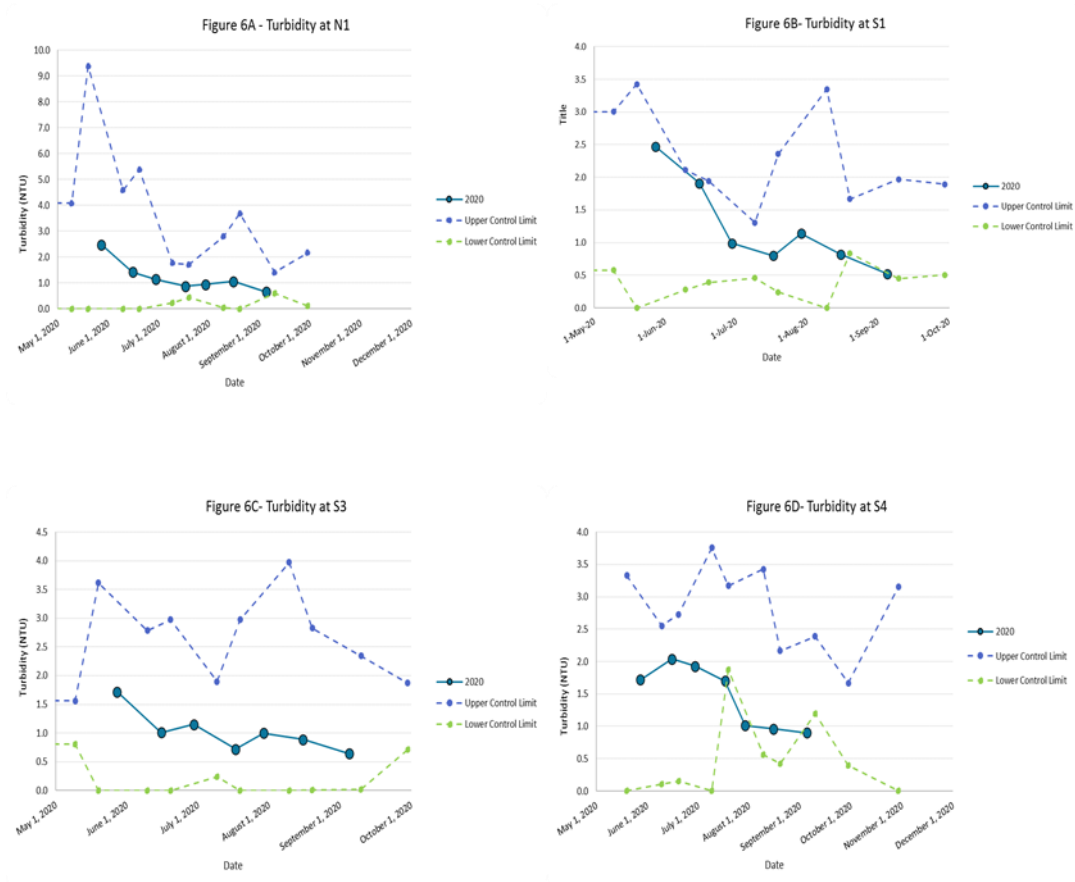 Figure 6A - Turbidity at N1
10.0
9.0
8.0
7.0
6.0
5.0
4.0
3.0
2.0
1.0
0.0
Turbidity (NTU)
May 1, 2020
June 1, 2020
July 1, 2020
August 1, 2020
September 1, 2020
October 1, 2020
November 1, 2020
December 1, 2020
Date
2020
Upper Control Limit
Lower Control Limit
Figure 6B- Turbidity at S1
4.0
3.5
3.0
2.5
2.0
1.5
1.0
0.5
0.0
Title
1-May-20
1-Jun-20
1-Jul-20
1-Aug-20
1-Sep-20
1-Oct-20
Date
2020
Upper Control Limit
Lower Control Limit
Figure 6C- Turbidity at S3
4.5
4.0
3.5
3.0
2.5
2.0
1.5
1.0
0.5
0.0
Turbidity (NTU)
May 1, 2020
June 1, 2020
July 1, 2020
August 1, 2020
September 1, 2020
October 1, 2020
Date
2020
Upper Control Limit
Lower Control Limit
Figure 6D- Turbidity at S4
4.0
3.5
3.0
2.5
2.0
1.5
1.0
0.5
0.0
Turbidity (NTU)
May 1, 2020
June 1, 2020
July 1, 2020
August 1, 2020
September 1, 2020
October 1, 2020
November 1, 2020
December 1, 2020
Date
2020
Upper Control Limit
Lower Control Limit